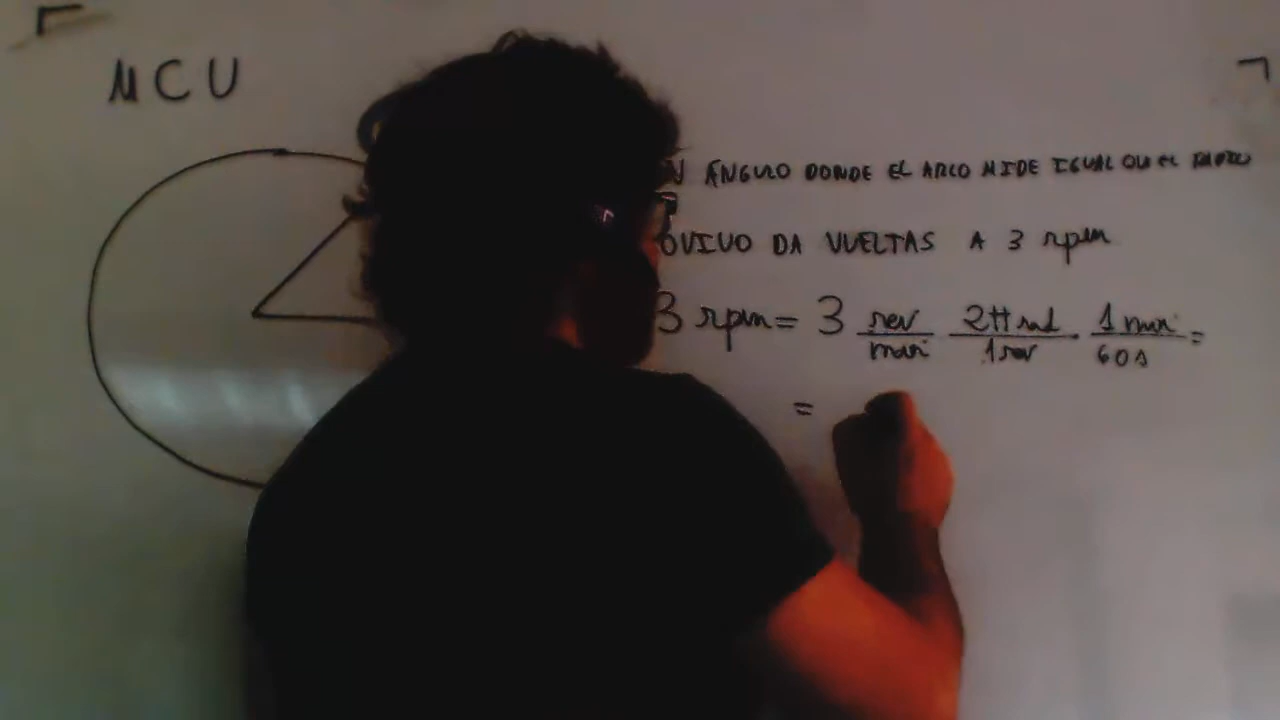 MCU
N ÁNGULO DONDE EL ARCO MIDE IGUAL QUE EL RADIO
OVIVO DA VUELTAS A 3 rpm
3 rpm = 3 rev/min 2π rad/1 rev · 1 min/60 s =
=